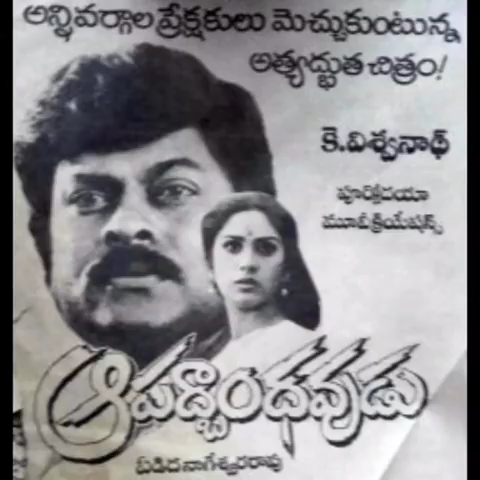 అన్నివర్గాల ప్రేక్షకులు మెచ్చుకుంటున్న
అత్యద్భుత చిత్రం!
కె.విశ్వనాథ్
పూర్ణోదయా
మూవీ క్రియేషన్స్
ఆపద్బాంధవుడు
ఏడిద నాగేశ్వరరావు